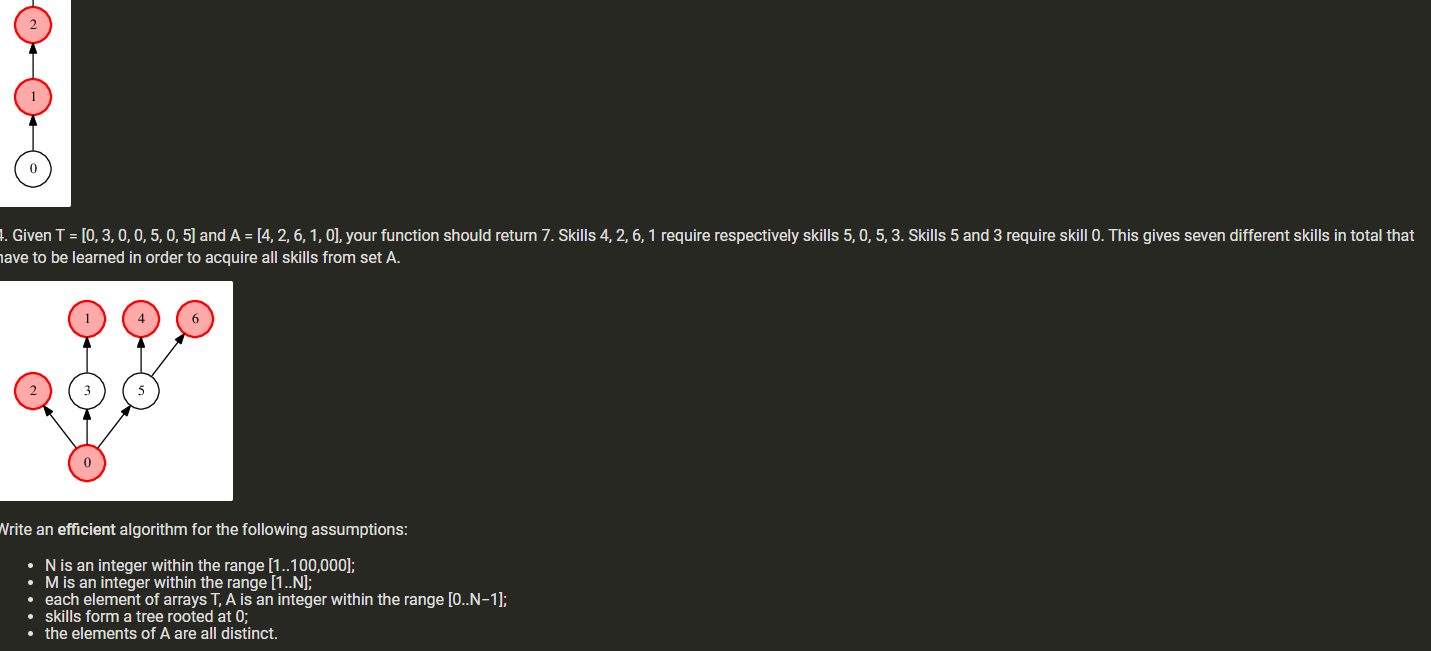 2
1
0
4. Given T = [0, 3, 0, 0, 5, 0, 5] and A = [4, 2, 6, 1, 0], your function should return 7. Skills 4, 2, 6, 1 require respectively skills 5, 0, 5, 3. Skills 5 and 3 require skill 0. This gives seven different skills in total that
have to be learned in order to acquire all skills from set A.
1 4 6
2 3 5
0
Write an efficient algorithm for the following assumptions:
• N is an integer within the range [1..100,000];
• M is an integer within the range [1..N];
• each element of arrays T, A is an integer within the range [0..N−1];
• skills form a tree rooted at 0;
• the elements of A are all distinct.